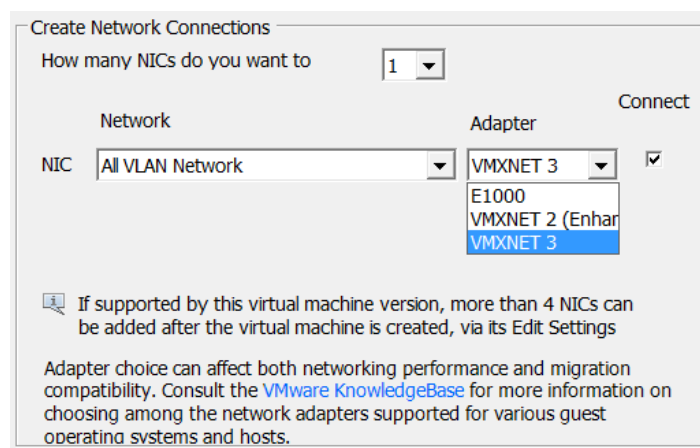 Create Network Connections
How many NICs do you want to 1
Connect
Network Adapter
NIC All VLAN Network VMXNET 3
E1000
VMXNET 2 (Enhan
VMXNET 3
If supported by this virtual machine version, more than 4 NICs can
be added after the virtual machine is created, via its Edit Settings
Adapter choice can affect both networking performance and migration
compatibility. Consult the VMware KnowledgeBase for more information on
choosing among the network adapters supported for various guest
operating systems and hosts.